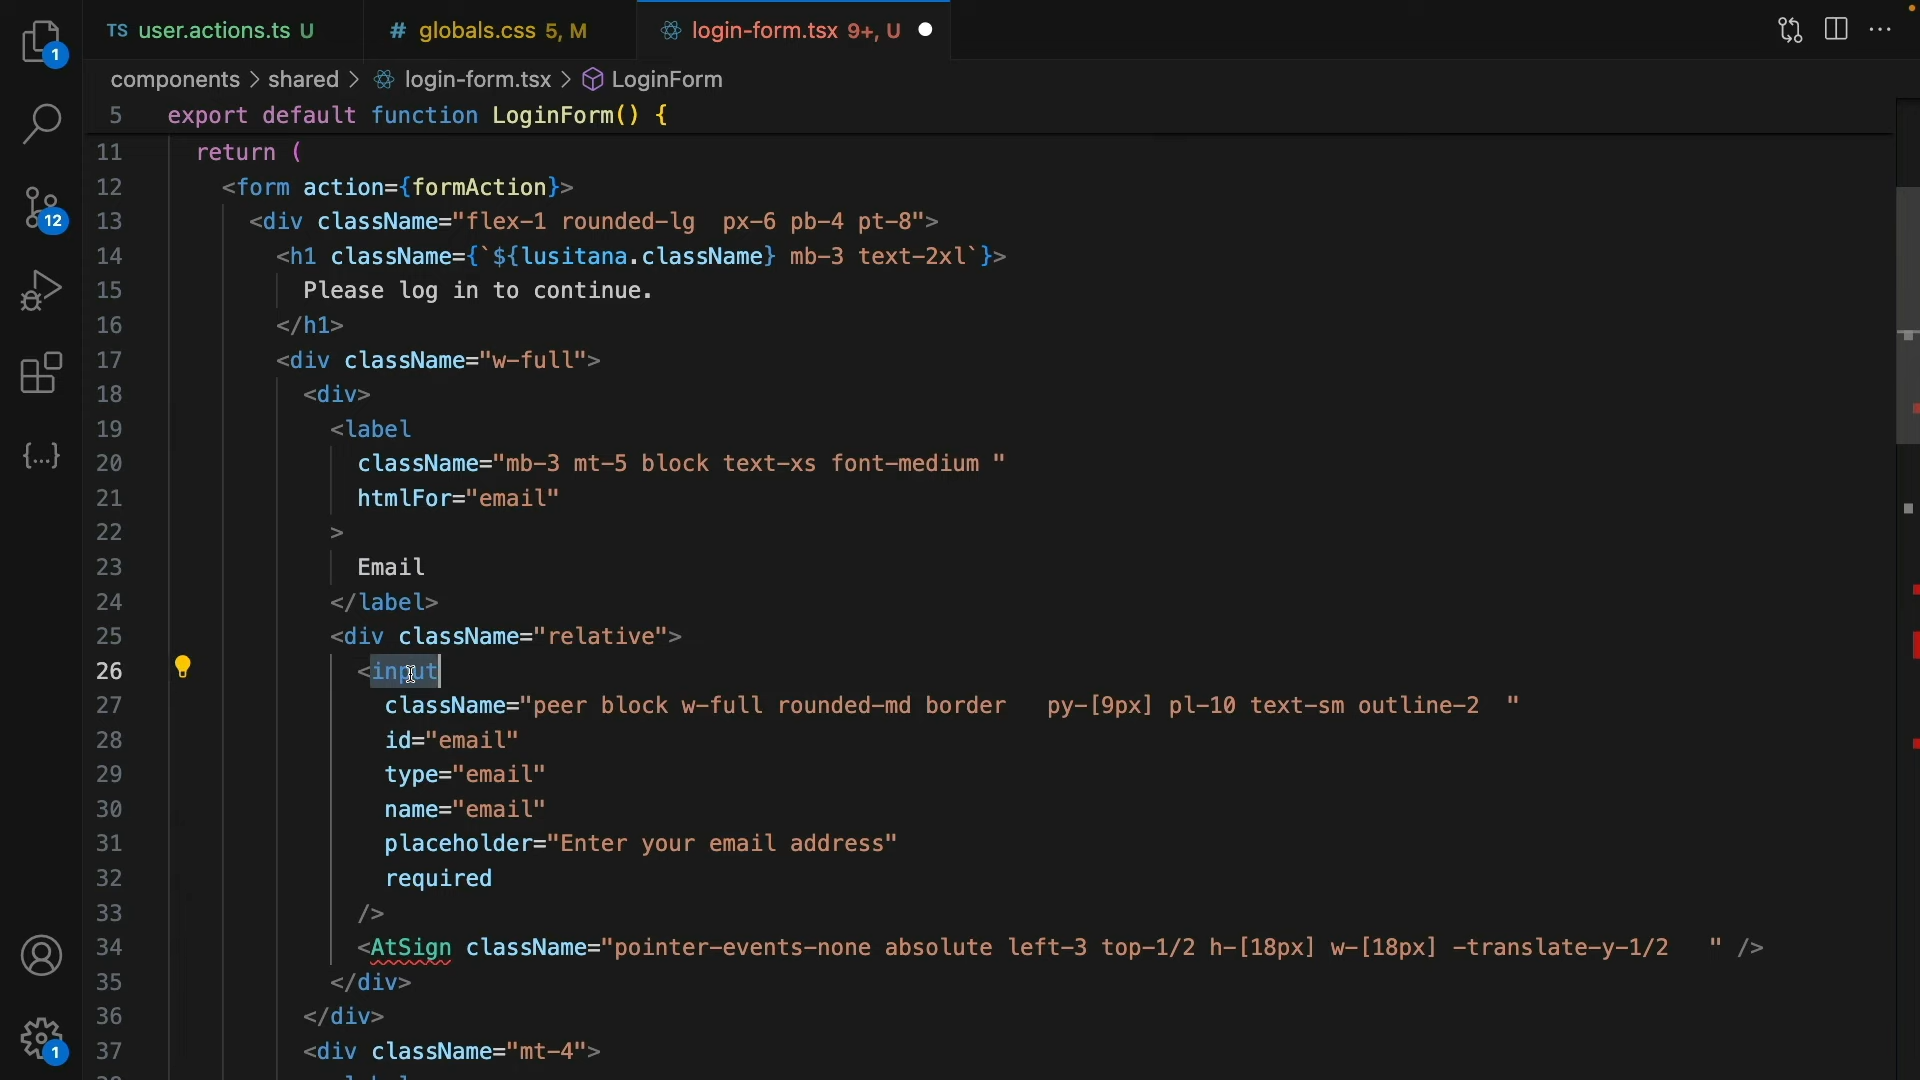 1
TS user.actions.ts U
# globals.css 5, M
login-form.tsx 9+, U
components > shared > login-form.tsx > LoginForm
5 export default function LoginForm() {
11 return (
12 <form action={formAction}>
12
13 <div className="flex-1 rounded-lg  px-6 pb-4 pt-8">
14 <h1 className={`${lusitana.className} mb-3 text-2xl`}>
15 Please log in to continue.
16 </h1>
17 <div className="w-full">
18 <div>
19 <label
20 className="mb-3 mt-5 block text-xs font-medium "
{...}
21 htmlFor="email"
22 >
23 Email
24 </label>
25 <div className="relative">
26 <input
27 className="peer block w-full rounded-md border   py-[9px] pl-10 text-sm outline-2  "
28 id="email"
29 type="email"
30 name="email"
31 placeholder="Enter your email address"
32 required
33 />
34 <AtSign className="pointer-events-none absolute left-3 top-1/2 h-[18px] w-[18px] -translate-y-1/2   " />
35 </div>
36 </div>
37 <div className="mt-4">
1